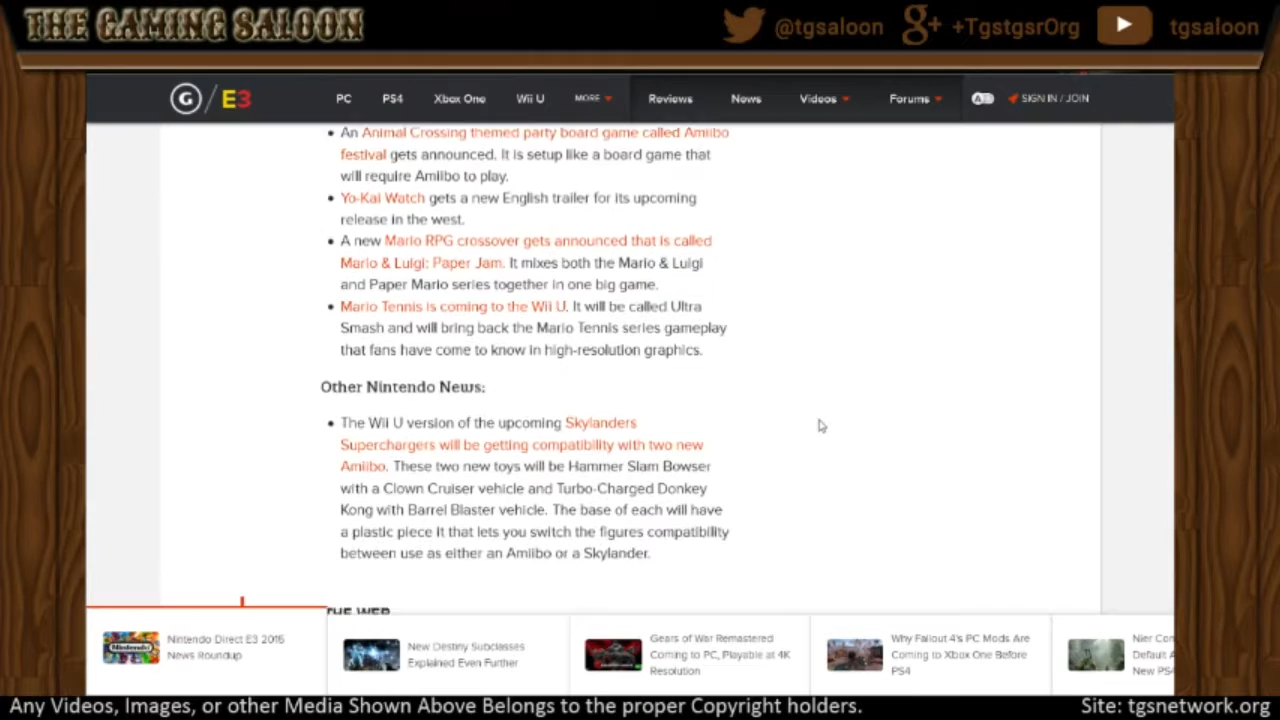 THE GAMING SALOON
@tgsaloon
+TgstgsrOrg
tgsaloon
G / E3
PC
PS4
Xbox One
Wii U
MORE
Reviews
News
Videos
Forums
SIGN IN / JOIN
• An Animal Crossing themed party board game called Amiibo
festival gets announced. It is setup like a board game that
will require Amiibo to play.
• Yo-Kai Watch gets a new English trailer for its upcoming
release in the west.
• A new Mario RPG crossover gets announced that is called
Mario & Luigi: Paper Jam. It mixes both the Mario & Luigi
and Paper Mario series together in one big game.
• Mario Tennis is coming to the Wii U. It will be called Ultra
Smash and will bring back the Mario Tennis series gameplay
that fans have come to know in high-resolution graphics.
Other Nintendo News:
• The Wii U version of the upcoming Skylanders
Superchargers will be getting compatibility with two new
Amiibo. These two new toys will be Hammer Slam Bowser
with a Clown Cruiser vehicle and Turbo-Charged Donkey
Kong with Barrel Blaster vehicle. The base of each will have
a plastic piece it that lets you switch the figures compatibility
between use as either an Amiibo or a Skylander.
THE WEB
Nintendo
Nintendo Direct E3 2015
News Roundup
New Destiny Subclasses
Explained Even Further
Gears of War Remastered
Coming to PC, Playable at 4K
Resolution
Why Fallout 4's PC Mods Are
Coming to Xbox One Before
PS4
Nier Con
Default A
New PS4
Any Videos, Images, or other Media Shown Above Belongs to the proper Copyright holders.
Site: tgsnetwork.org